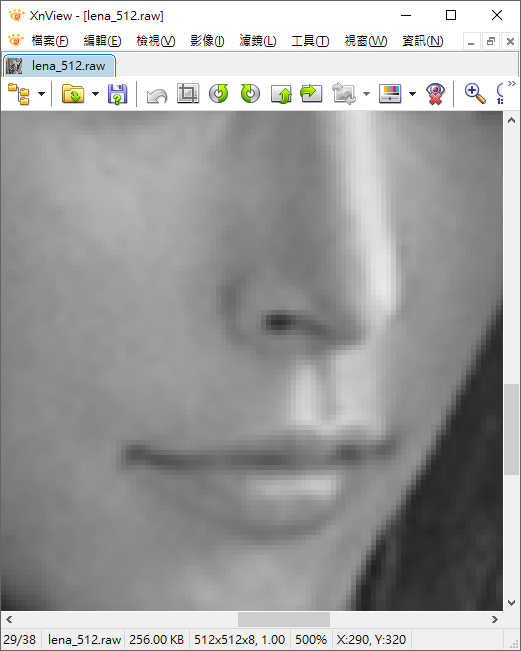 XnView - [lena_512.raw]
檔案(F) 編輯(E) 檢視(V) 影像(I) 濾鏡(L) 工具(T) 視窗(W) 資訊(N)
lena_512.raw
29/38 lena_512.raw 256.00 KB 512x512x8, 1.00 500% X:290, Y:320